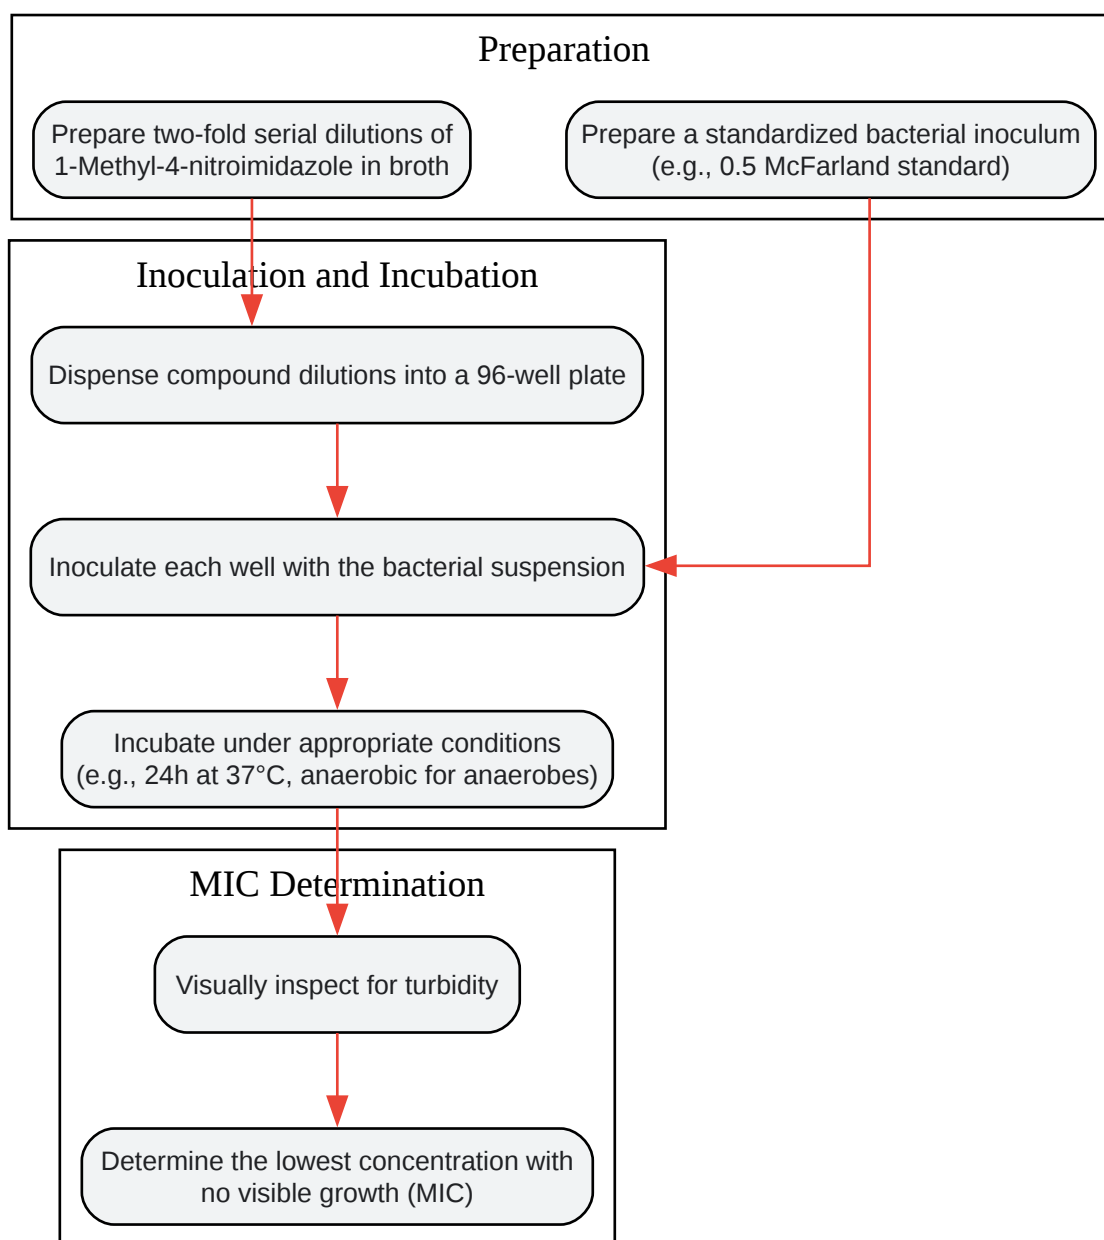 Preparation
Prepare two-fold serial dilutions of
1-Methyl-4-nitroimidazole in broth
Prepare a standardized bacterial inoculum
(e.g., 0.5 McFarland standard)
Inoculation and Incubation
Dispense compound dilutions into a 96-well plate
Inoculate each well with the bacterial suspension
Incubate under appropriate conditions
(e.g., 24h at 37°C, anaerobic for anaerobes)
MIC Determination
Visually inspect for turbidity
Determine the lowest concentration with
no visible growth (MIC)